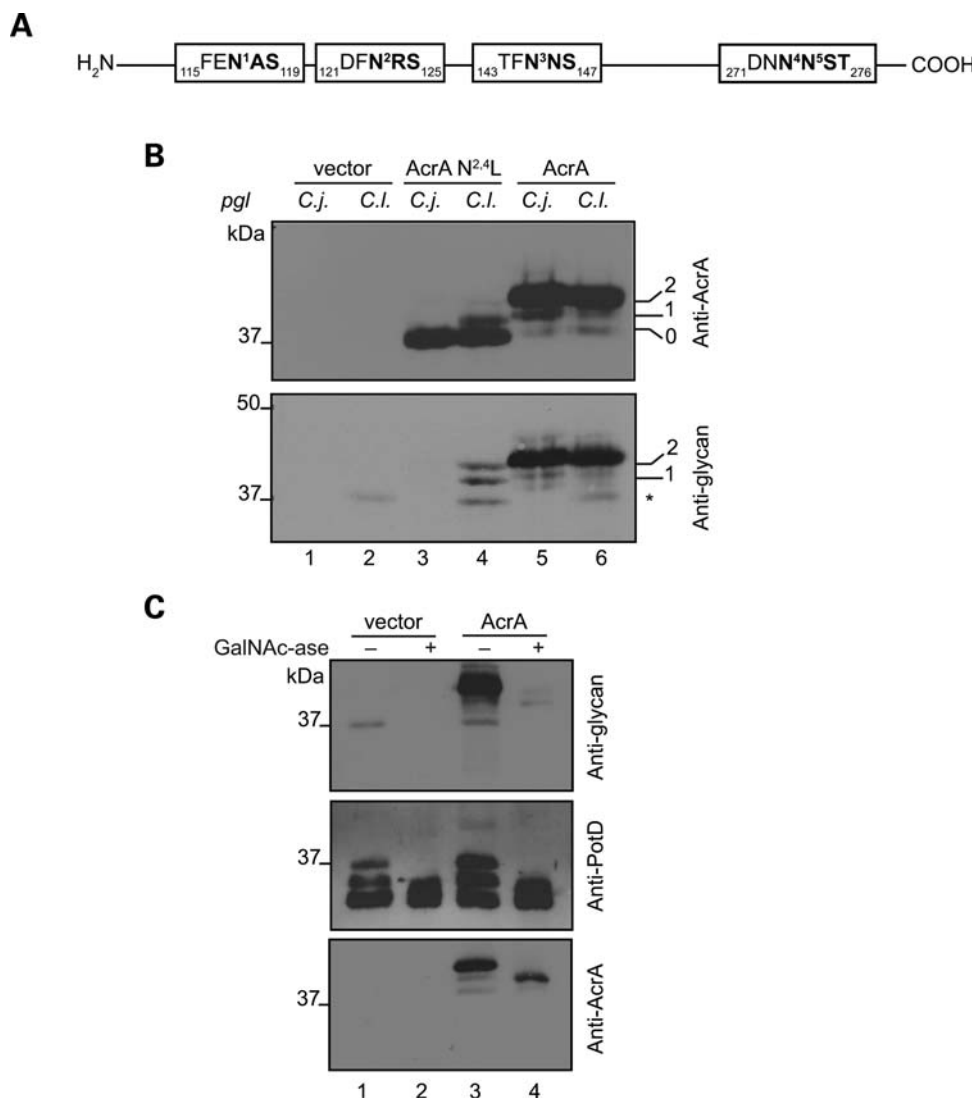 A
H₂N 115FEN¹AS119 121DFN²RS125 143TFN³NS147 271DNN⁴N⁵ST276 COOH
B
vector AcrA N²,⁴L AcrA
pgl C.j. C.l. C.j. C.l. C.j. C.l.
kDa
2
1
0
37
Anti-AcrA
50
2
1
37 *
Anti-glycan
1 2 3 4 5 6
C
vector AcrA
GalNAc-ase – + – +
kDa
37
Anti-glycan
37
Anti-PotD
37
Anti-AcrA
1 2 3 4